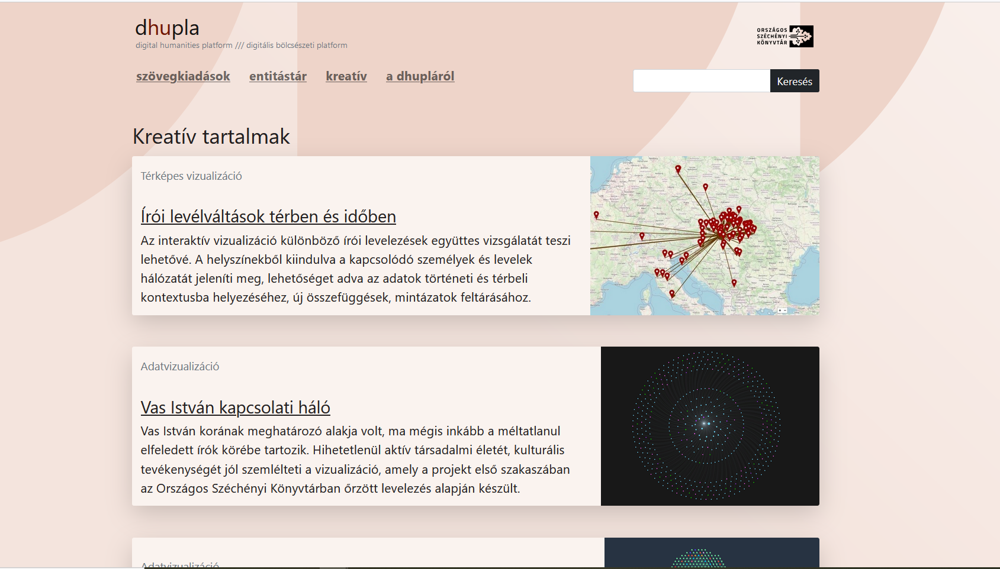 dhupla
digital humanities platform /// digitális bölcsészeti platform
ORSZÁGOS
SZÉCHÉNYI
KÖNYVTÁR
szövegkiadások entitástár kreatív a dhupláról
Keresés
Kreatív tartalmak
Térképes vizualizáció
Írói levélváltások térben és időben
Az interaktív vizualizáció különböző írói levelezések együttes vizsgálatát teszi
lehetővé. A helyszínekből kiindulva a kapcsolódó személyek és levelek
hálózatát jeleníti meg, lehetőséget adva az adatok történeti és térbeli
kontextusba helyezéséhez, új összefüggések, mintázatok feltárásához.
Adatvizualizáció
Vas István kapcsolati háló
Vas István korának meghatározó alakja volt, ma mégis inkább a méltatlanul
elfeledett írók körébe tartozik. Hihetetlenül aktív társadalmi életét, kulturális
tevékenységét jól szemlélteti a vizualizáció, amely a projekt első szakaszában
az Országos Széchényi Könyvtárban őrzött levelezés alapján készült.
Adatvizualizáció